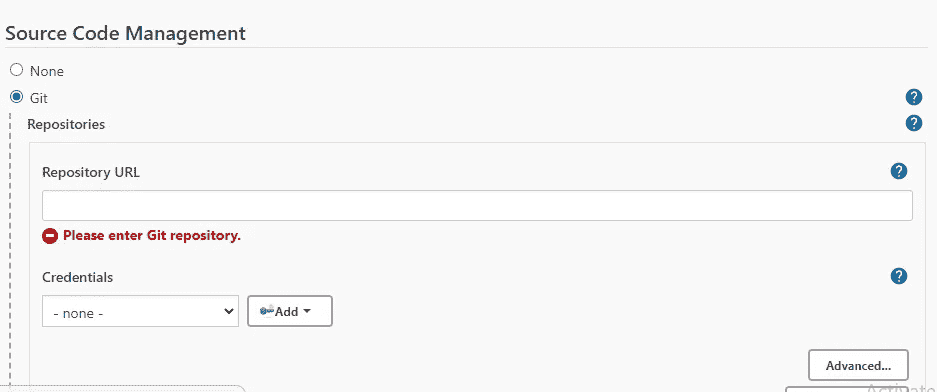 Source Code Management
None
Git
?
Repositories
?
Repository URL
?
Please enter Git repository.
Credentials
?
- none -
Add
Advanced...
Activate